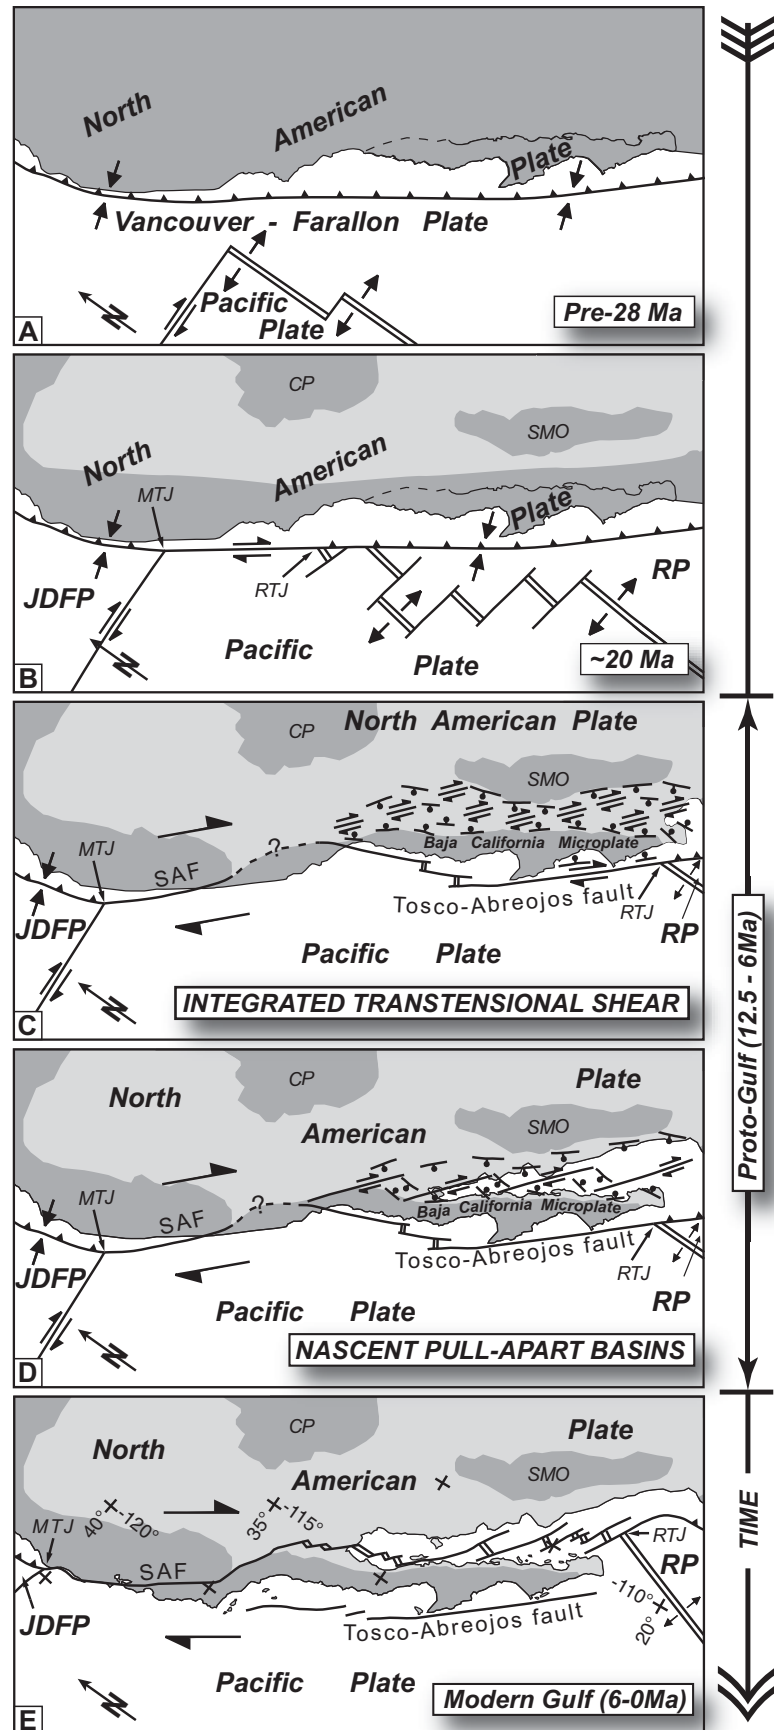 North
American
Plate
Vancouver - Farallon Plate
Pacific
Plate
N
A
Pre-28 Ma
CP
SMO
North
American
Plate
MTJ
RTJ
JDFP
RP
N
Pacific
Plate
~20 Ma
B
CP
North American Plate
SMO
MTJ
SAF
?
Baja California Microplate
Tosco-Abreojos fault
RTJ
JDFP
RP
Pacific Plate
N
INTEGRATED TRANSTENSIONAL SHEAR
C
CP
North
Plate
American
SMO
MTJ
SAF
?
Baja California Microplate
Tosco-Abreojos fault
RTJ
JDFP
RP
Pacific Plate
N
NASCENT PULL-APART BASINS
D
Proto-Gulf (12.5 - 6Ma)
CP
North
Plate
American
SMO
40°
-120°
35°
-115°
MTJ
SAF
RTJ
RP
JDFP
-110°
20°
Tosco-Abreojos fault
Pacific Plate
N
Modern Gulf (6-0Ma)
E
TIME